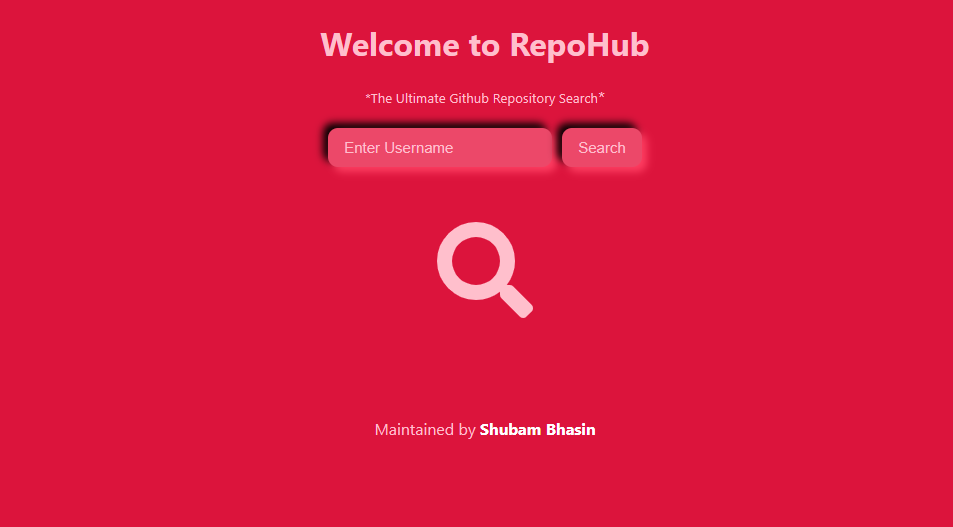 Welcome to RepoHub
*The Ultimate Github Repository Search*
Enter Username Search
Maintained by Shubam Bhasin